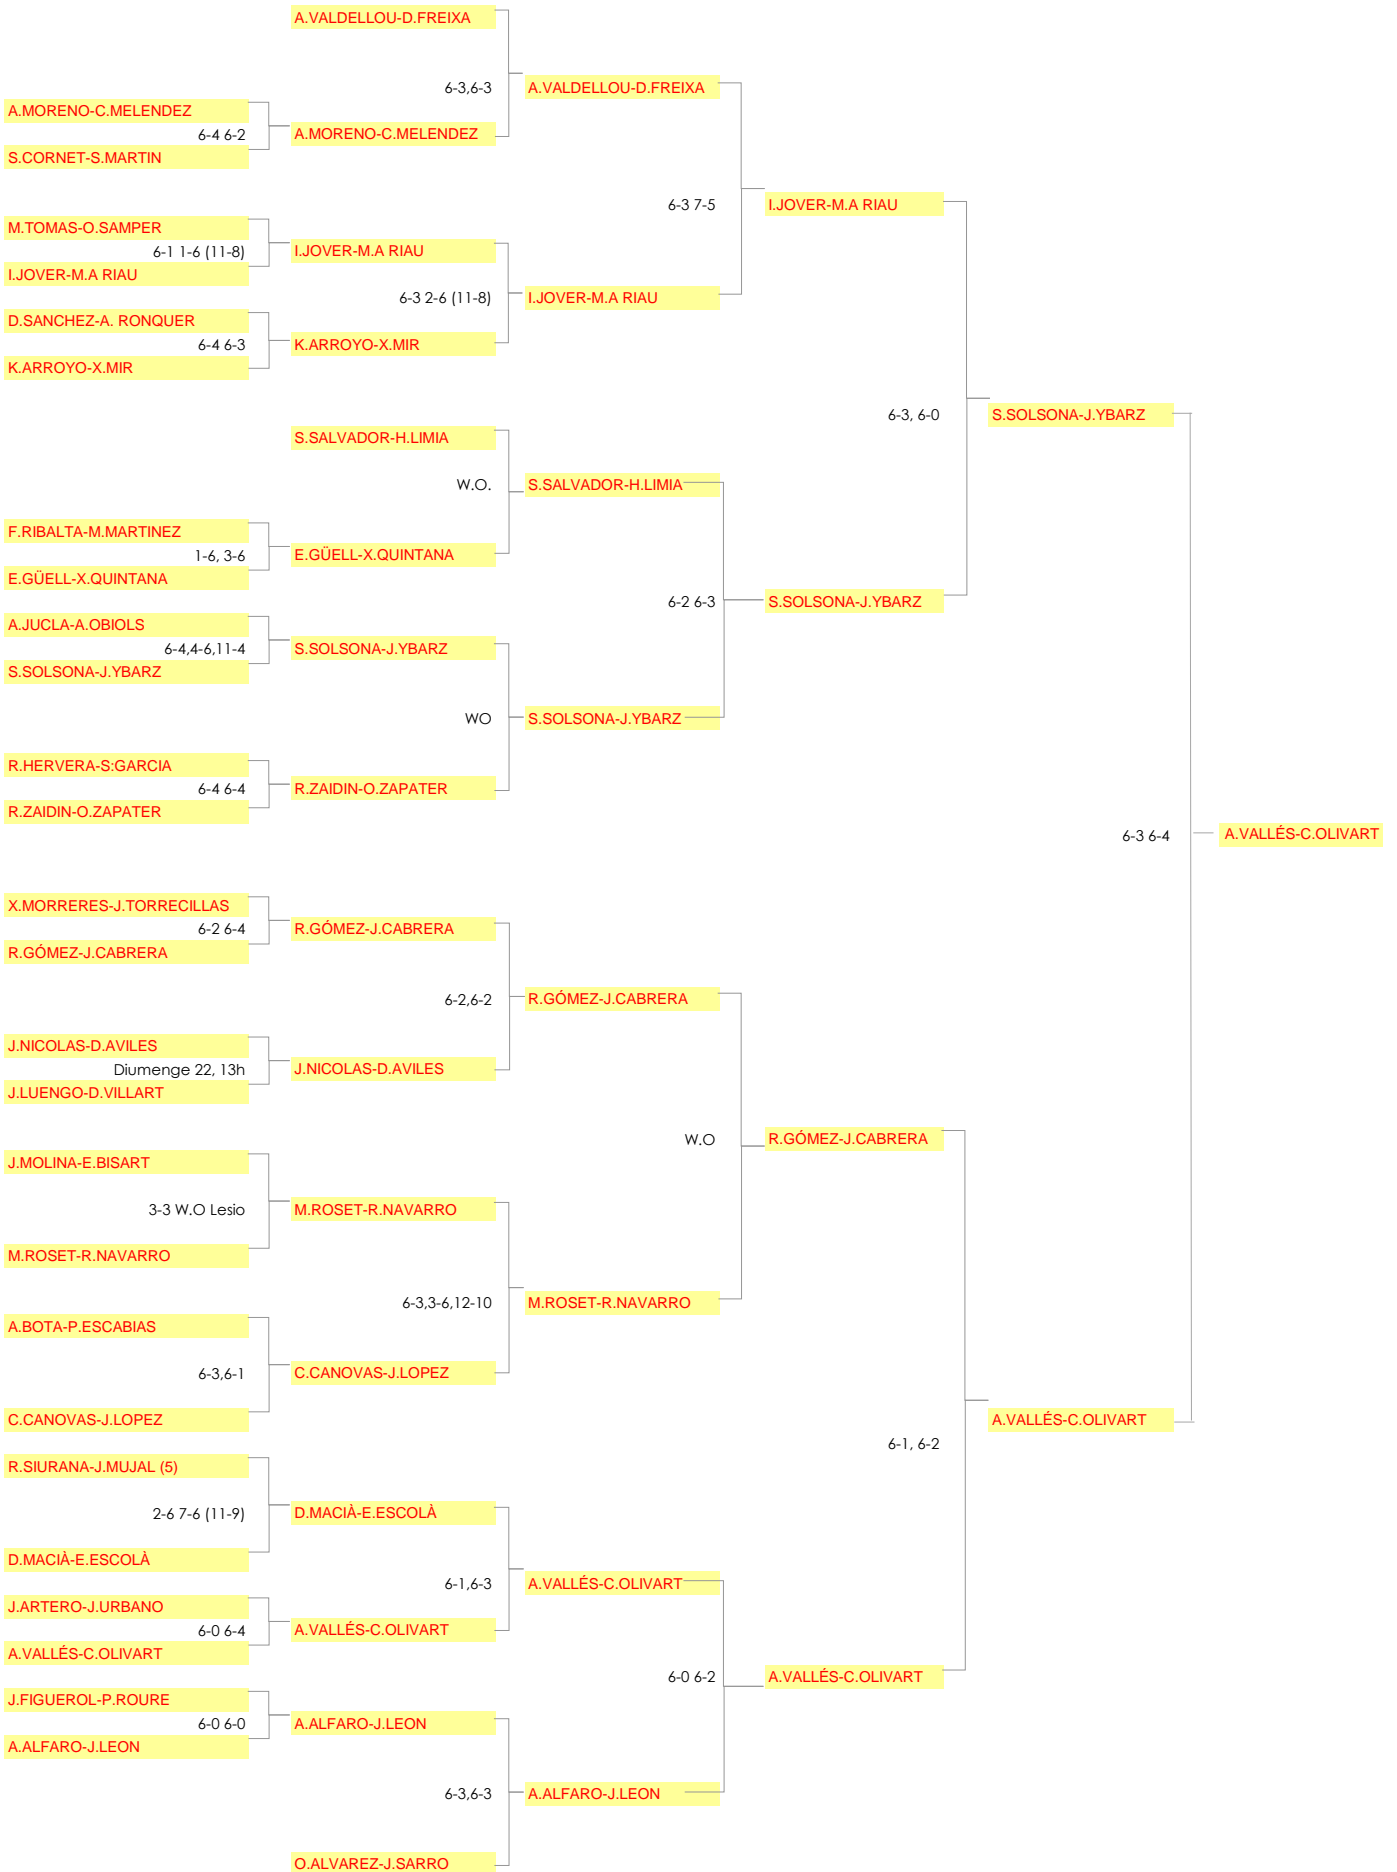 A.VALDELLOU-D.FREIXA
6-3,6-3
A.VALDELLOU-D.FREIXA
A.MORENO-C.MELENDEZ
6-4 6-2
A.MORENO-C.MELENDEZ
S.CORNET-S.MARTIN
6-3 7-5
I.JOVER-M.A RIAU
M.TOMAS-O.SAMPER
6-1 1-6 (11-8)
I.JOVER-M.A RIAU
I.JOVER-M.A RIAU
6-3 2-6 (11-8)
I.JOVER-M.A RIAU
D.SANCHEZ-A. RONQUER
6-4 6-3
K.ARROYO-X.MIR
K.ARROYO-X.MIR
6-3, 6-0
S.SOLSONA-J.YBARZ
S.SALVADOR-H.LIMIA
W.O.
S.SALVADOR-H.LIMIA
F.RIBALTA-M.MARTINEZ
1-6, 3-6
E.GÜELL-X.QUINTANA
E.GÜELL-X.QUINTANA
6-2 6-3
S.SOLSONA-J.YBARZ
A.JUCLA-A.OBIOLS
6-4,4-6,11-4
S.SOLSONA-J.YBARZ
S.SOLSONA-J.YBARZ
WO
S.SOLSONA-J.YBARZ
R.HERVERA-S:GARCIA
6-4 6-4
R.ZAIDIN-O.ZAPATER
R.ZAIDIN-O.ZAPATER
6-3 6-4
A.VALLÉS-C.OLIVART
X.MORRERES-J.TORRECILLAS
6-2 6-4
R.GÓMEZ-J.CABRERA
R.GÓMEZ-J.CABRERA
6-2,6-2
R.GÓMEZ-J.CABRERA
J.NICOLAS-D.AVILES
Diumenge 22, 13h
J.NICOLAS-D.AVILES
J.LUENGO-D.VILLART
W.O
R.GÓMEZ-J.CABRERA
J.MOLINA-E.BISART
3-3 W.O Lesio
M.ROSET-R.NAVARRO
M.ROSET-R.NAVARRO
6-3,3-6,12-10
M.ROSET-R.NAVARRO
A.BOTA-P.ESCABIAS
6-3,6-1
C.CANOVAS-J.LOPEZ
C.CANOVAS-J.LOPEZ
6-1, 6-2
A.VALLÉS-C.OLIVART
R.SIURANA-J.MUJAL (5)
2-6 7-6 (11-9)
D.MACIÀ-E.ESCOLÀ
D.MACIÀ-E.ESCOLÀ
6-1,6-3
A.VALLÉS-C.OLIVART
J.ARTERO-J.URBANO
6-0 6-4
A.VALLÉS-C.OLIVART
A.VALLÉS-C.OLIVART
6-0 6-2
A.VALLÉS-C.OLIVART
J.FIGUEROL-P.ROURE
6-0 6-0
A.ALFARO-J.LEON
A.ALFARO-J.LEON
6-3,6-3
A.ALFARO-J.LEON
O.ALVAREZ-J.SARRO